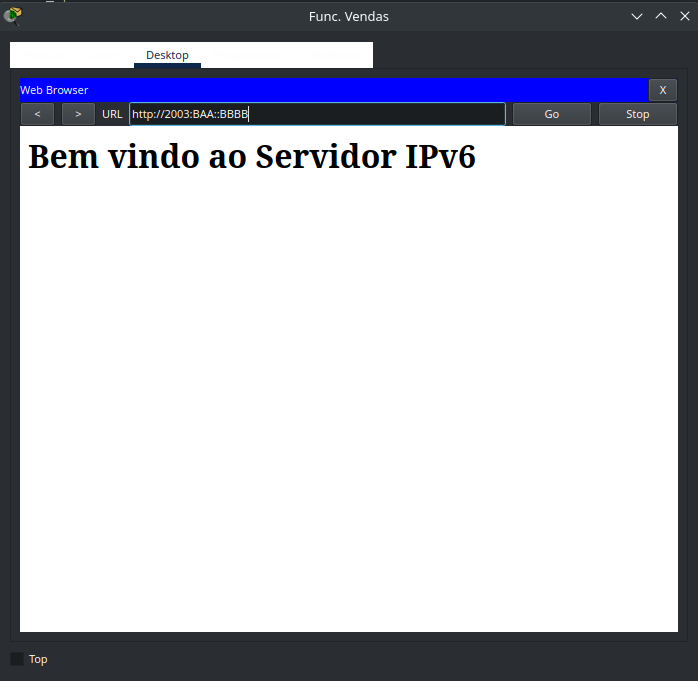 Func. Vendas
Desktop
Web Browser
X
<
>
URL
http://2003:BAA::BBBB
Go
Stop
Bem vindo ao Servidor IPv6
Top